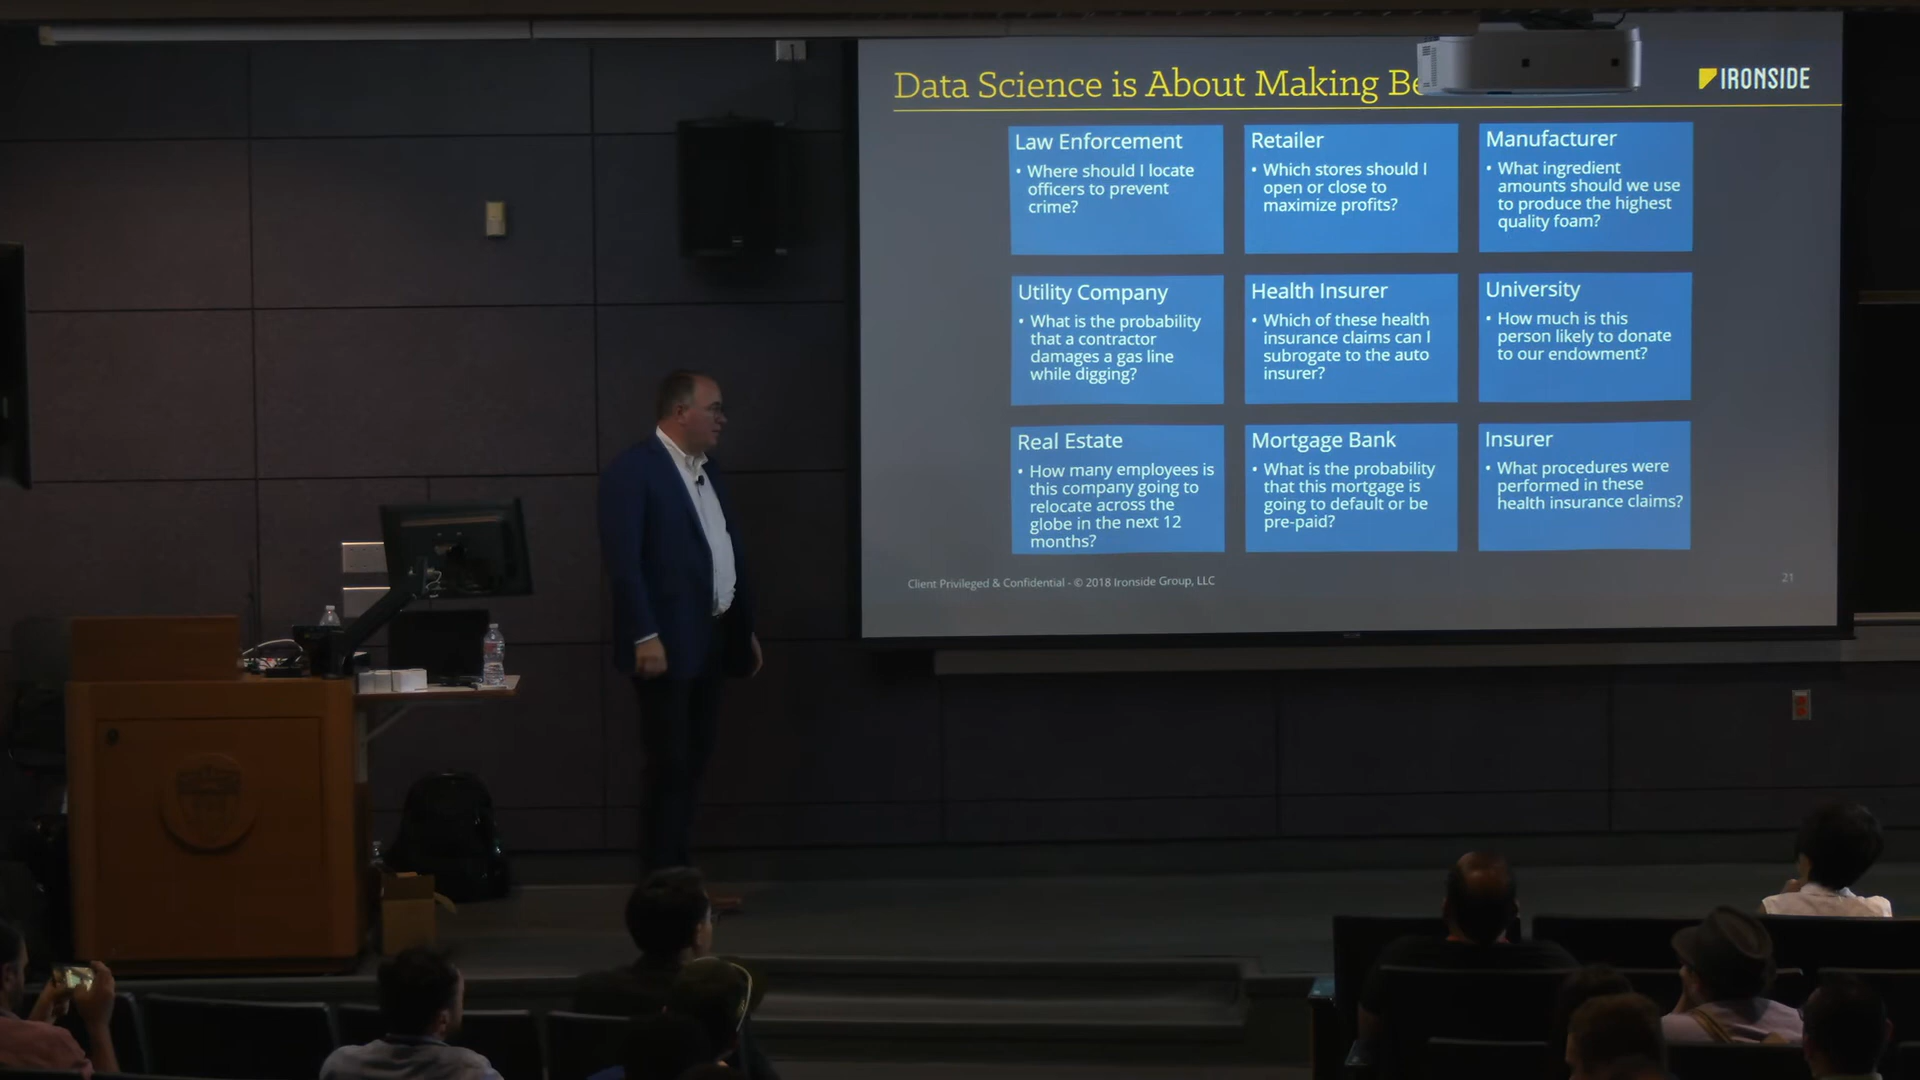 Data Science is About Making
IRONSIDE
Law Enforcement
• Where should I locate
officers to prevent
crime?
Retailer
• Which stores should I
open or close to
maximize profits?
Manufacturer
• What ingredient
amounts should we use
to produce the highest
quality foam?
Utility Company
• What is the probability
that a contractor
damages a gas line
while digging?
Health Insurer
• Which of these health
insurance claims can I
subrogate to the auto
insurer?
University
• How much is this
person likely to donate
to our endowment?
Real Estate
• How many employees is
this company going to
relocate across the
globe in the next 12
months?
Mortgage Bank
• What is the probability
that this mortgage is
going to default or be
pre-paid?
Insurer
• What procedures were
performed in these
health insurance claims?
Client Privileged & Confidential - © 2018 Ironside Group, LLC
21